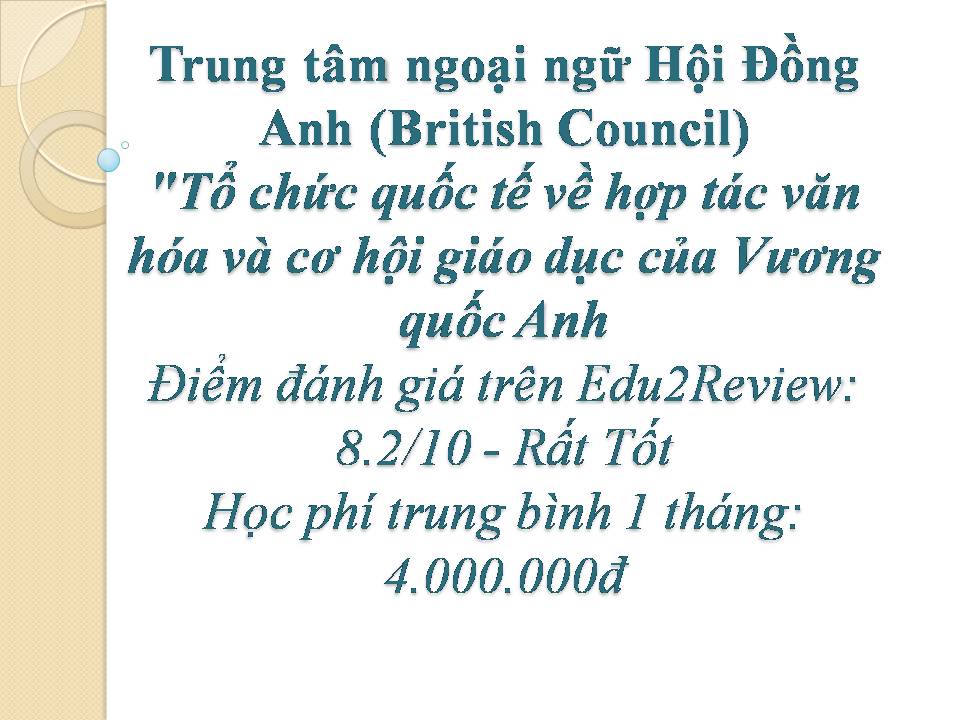 Trung tâm ngoại ngữ Hội Đồng
Anh (British Council)
"Tổ chức quốc tế về hợp tác văn
hóa và cơ hội giáo dục của Vương
quốc Anh
Điểm đánh giá trên Edu2Review:
8.2/10 - Rất Tốt
Học phí trung bình 1 tháng:
4.000.000đ